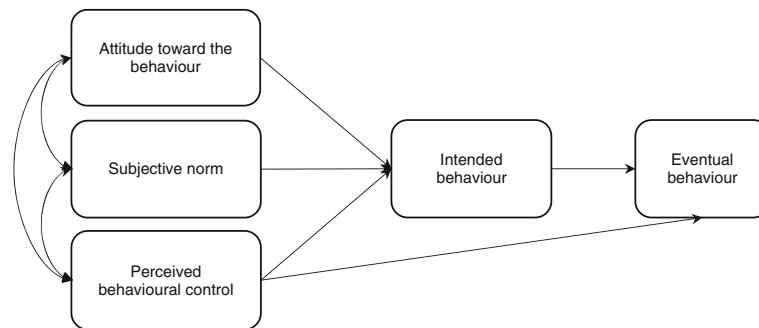 Attitude toward the
behaviour
Subjective norm
Perceived
behavioural control
Intended
behaviour
Eventual
behaviour